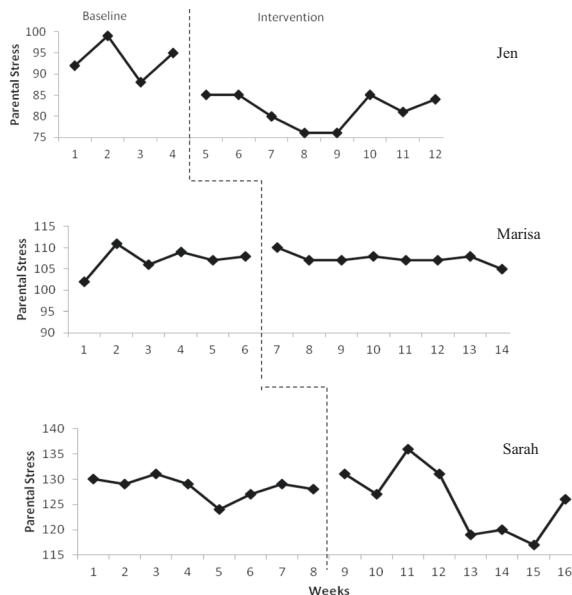 Baseline
Intervention
Jen
Parental Stress
100
95
90
85
80
75
1 2 3 4 5 6 7 8 9 10 11 12
Marisa
Parental Stress
115
110
105
100
95
90
1 2 3 4 5 6 7 8 9 10 11 12 13 14
Sarah
Parental Stress
140
135
130
125
120
115
1 2 3 4 5 6 7 8 9 10 11 12 13 14 15 16
Weeks